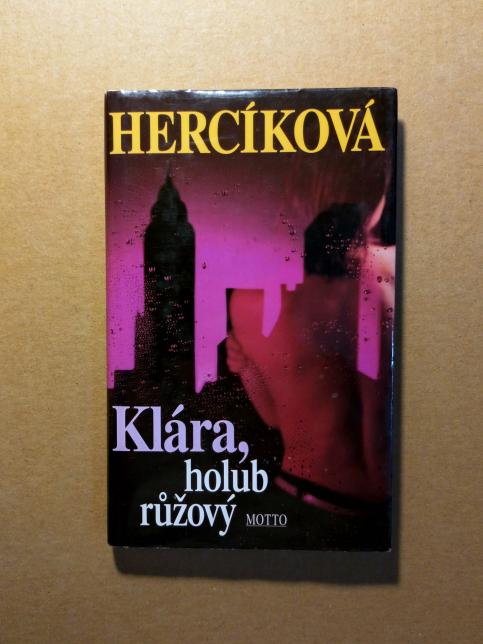 HERCÍKOVÁ
Klára,
holub
růžový MOTTO